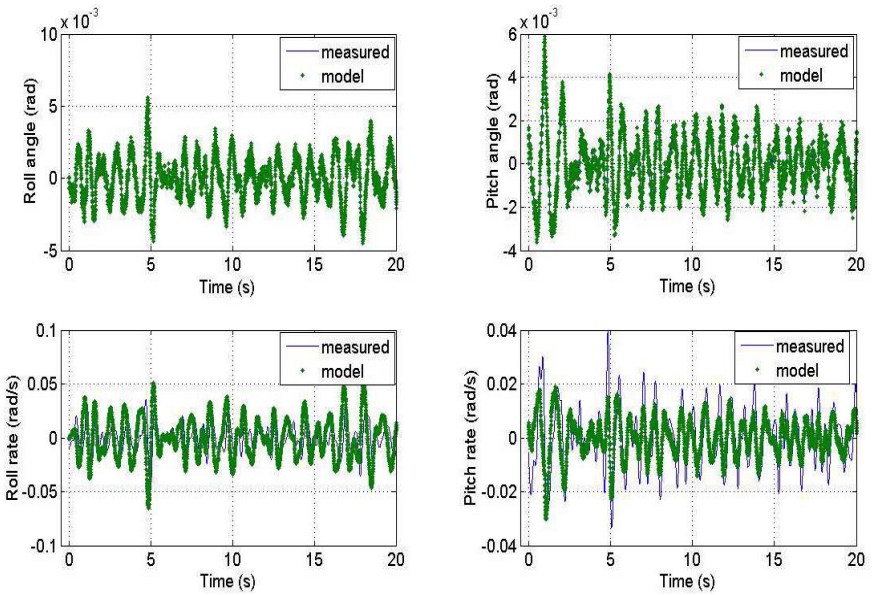 x 10⁻³
10
5
0
-5
Roll angle (rad)
0 5 10 15 20
Time (s)
measured
model
x 10⁻³
6
4
2
0
-2
-4
Pitch angle (rad)
0 5 10 15 20
Time (s)
measured
model
0.1
0.05
0
-0.05
-0.1
Roll rate (rad/s)
0 5 10 15 20
Time (s)
measured
model
0.04
0.02
0
-0.02
-0.04
Pitch rate (rad/s)
0 5 10 15 20
Time (s)
measured
model